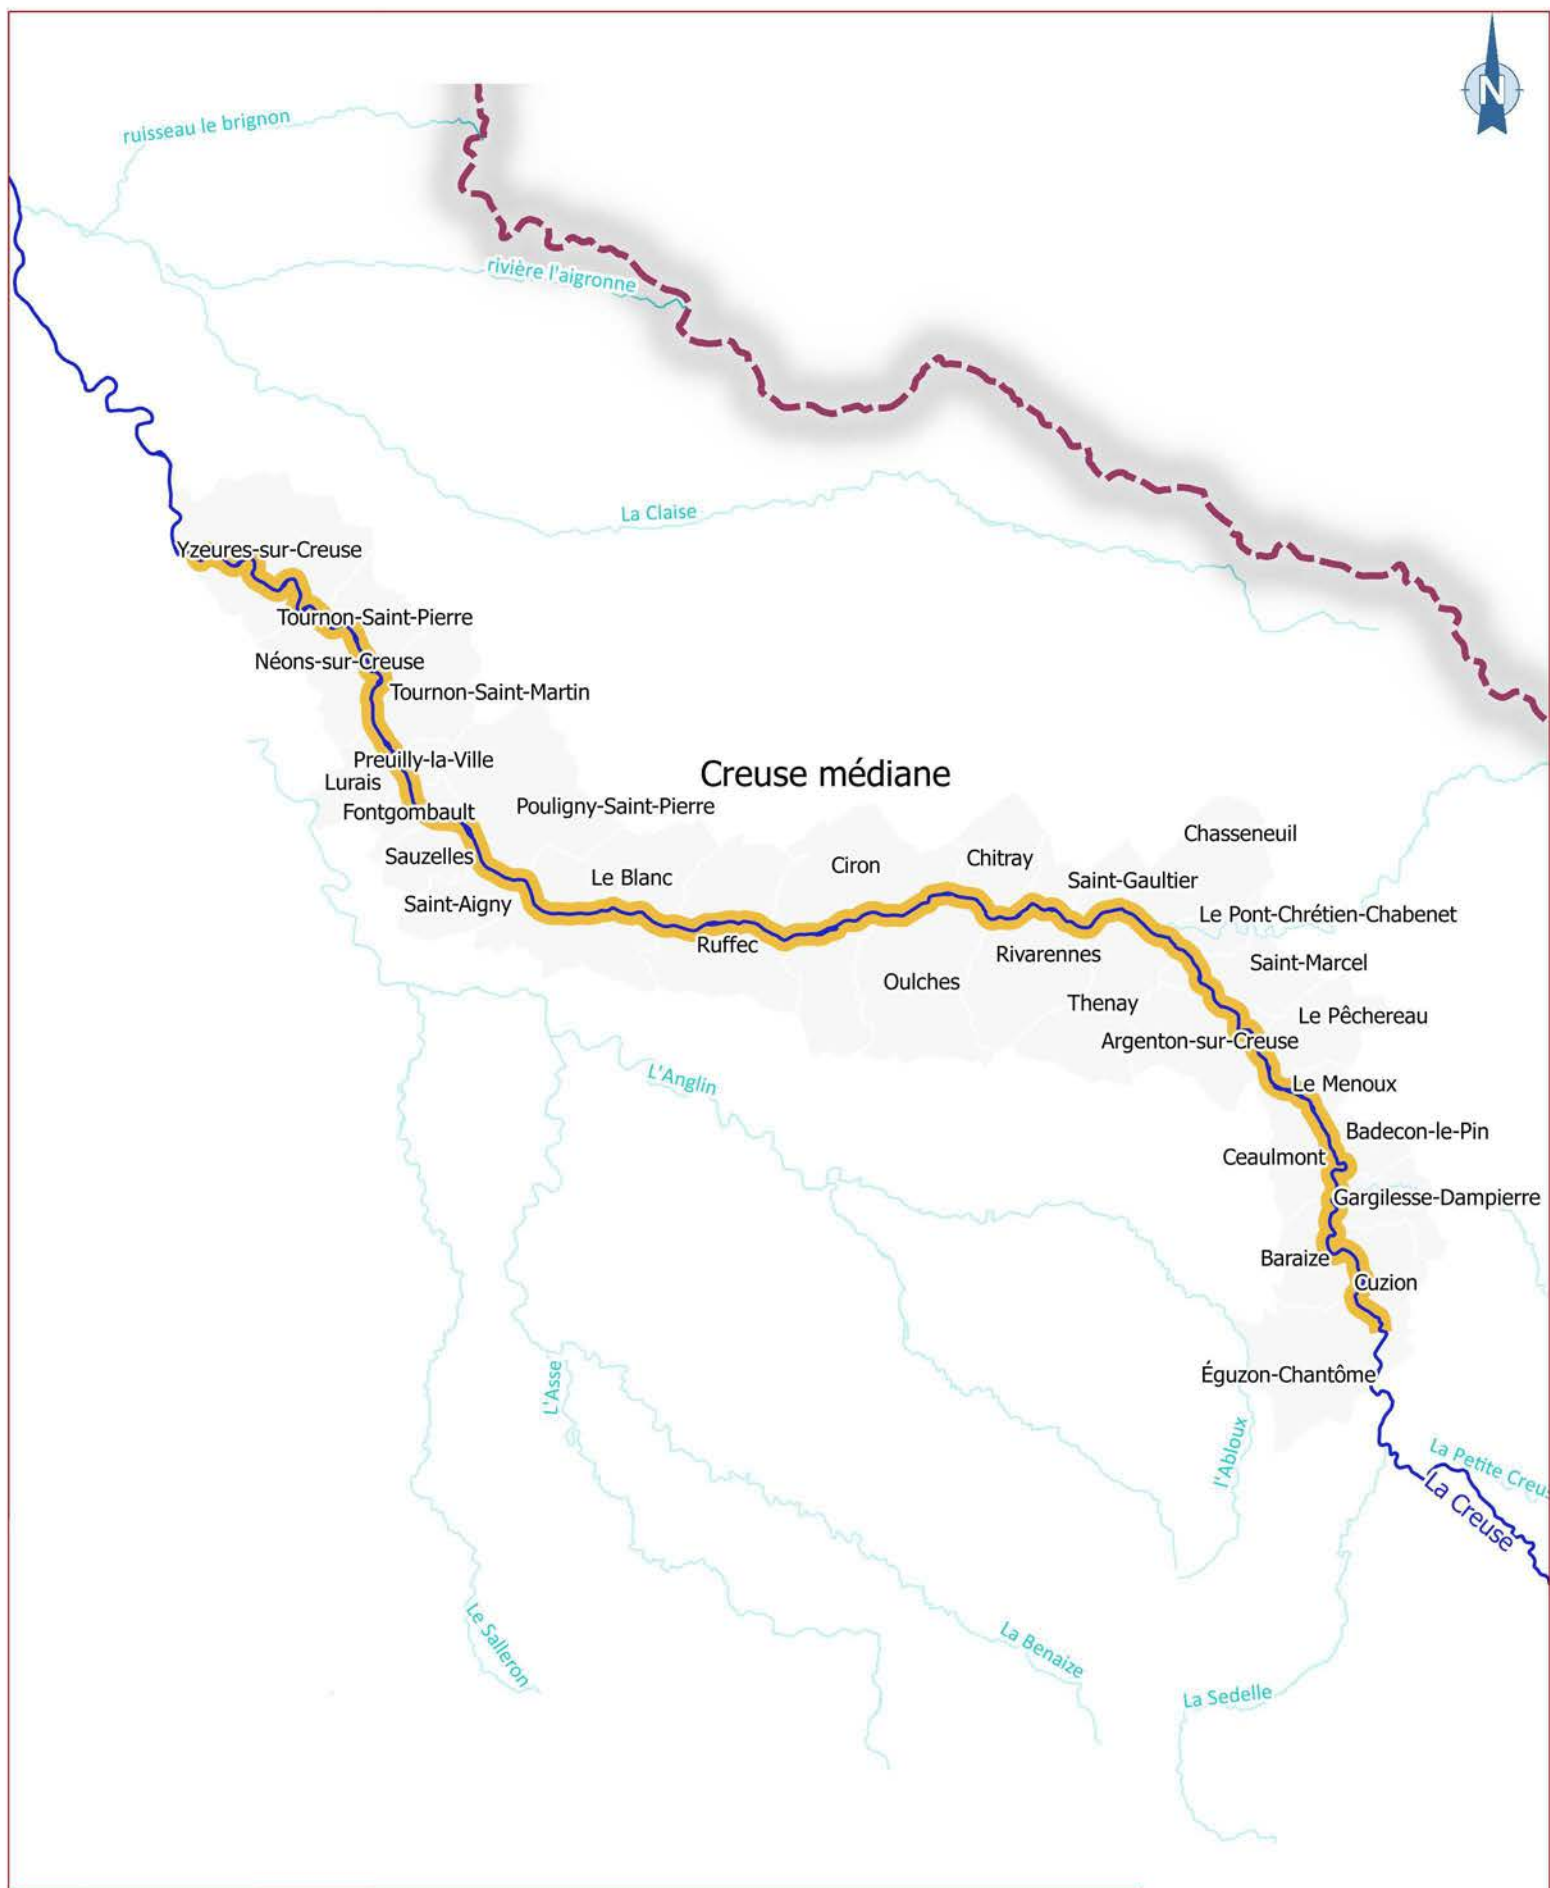 N
ruisseau le brignon
rivière l'aigronne
La Claise
Yzeures-sur-Creuse
Tournon-Saint-Pierre
Néons-sur-Creuse
Tournon-Saint-Martin
Preuilly-la-Ville
Creuse médiane
Lurais
Fontgombault
Pouligny-Saint-Pierre
Chasseneuil
Sauzelles
Ciron
Chitray
Le Blanc
Saint-Gaultier
Saint-Aigny
Le Pont-Chrétien-Chabenet
Ruffec
Rivarennes
Saint-Marcel
Oulches
Thenay
Le Pêchereau
Argenton-sur-Creuse
L'Anglin
Le Menoux
Badecon-le-Pin
Ceaulmont
Gargilesse-Dampierre
Baraize
Cuzion
Éguzon-Chantôme
L'Asse
l'Abloux
La Petite Creus
La Creuse
Le Salleron
La Benaize
La Sedelle